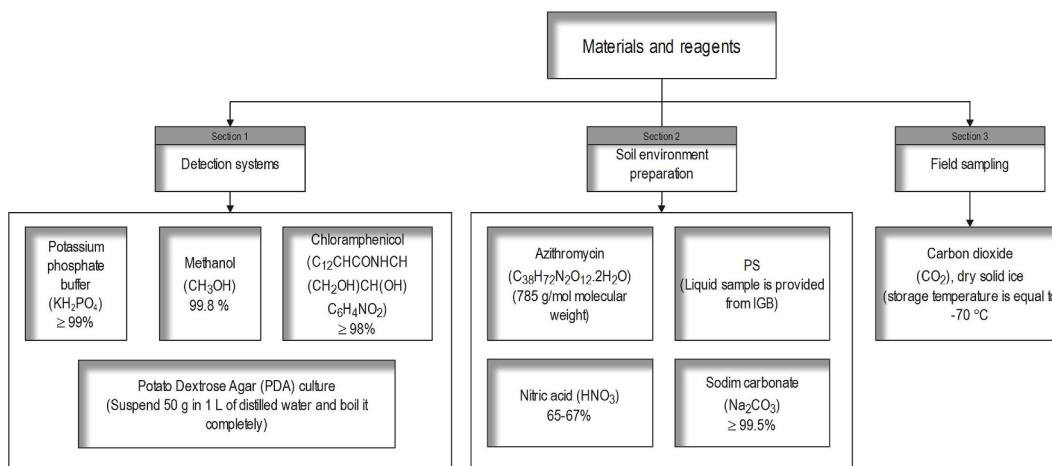 Materials and reagents
Section 1
Detection systems
Section 2
Soil environment
preparation
Section 3
Field sampling
Potassium
phosphate
buffer
(KH₂PO₄)
≥ 99%
Methanol
(CH₃OH)
99.8 %
Chloramphenicol
(C₁₂CHCONHCH
(CH₂OH)CH(OH)
C₆H₄NO₂)
≥ 98%
Potato Dextrose Agar (PDA) culture
(Suspend 50 g in 1 L of distilled water and boil it
completely)
Azithromycin
(C₃₈H₇₂N₂O₁₂.2H₂O)
(785 g/mol molecular
weight)
PS
(Liquid sample is provided
from IGB)
Nitric acid (HNO₃)
65-67%
Sodim carbonate
(Na₂CO₃)
≥ 99.5%
Carbon dioxide
(CO₂), dry solid ice
(storage temperature is equal to
-70 °C